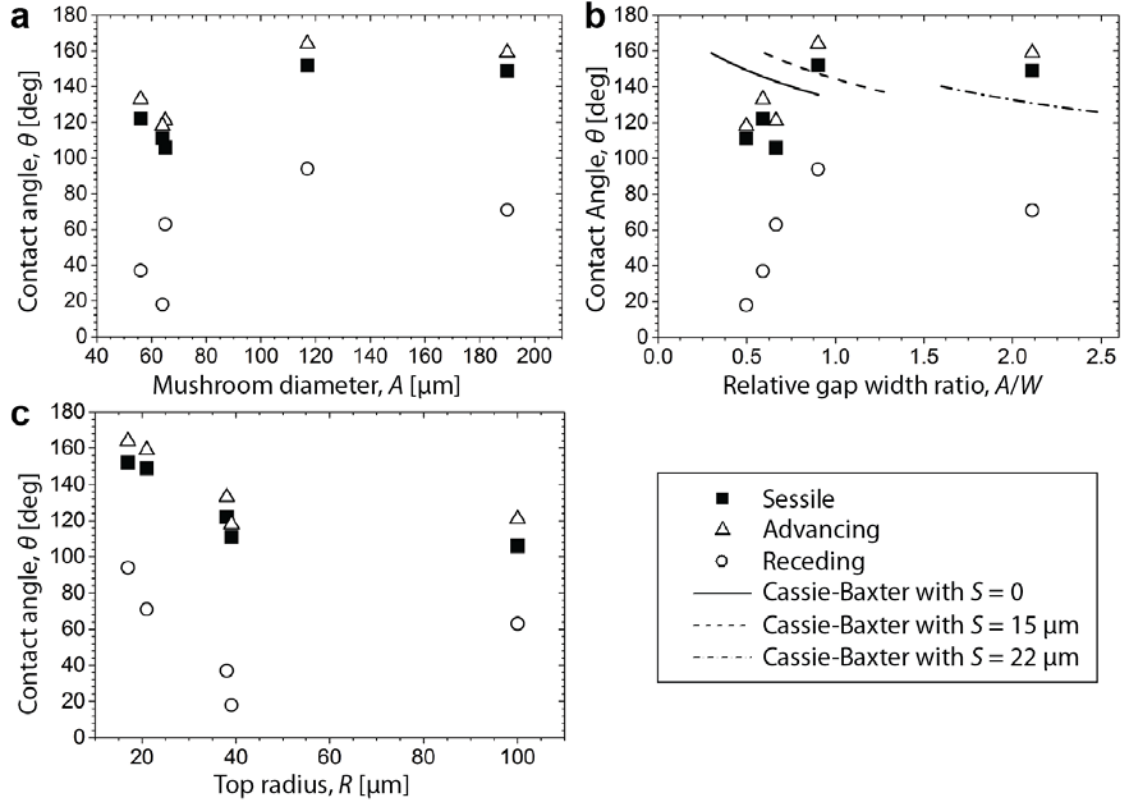 a
180
160
140
120
100
80
60
40
20
0
Contact angle, θ [deg]
40 60 80 100 120 140 160 180 200
Mushroom diameter, A [μm]
b
180
160
140
120
100
80
60
40
20
0
Contact Angle, θ [deg]
0.0 0.5 1.0 1.5 2.0 2.5
Relative gap width ratio, A/W
c
180
160
140
120
100
80
60
40
20
0
Contact angle, θ [deg]
20 40 60 80 100
Top radius, R [μm]
Sessile
Advancing
Receding
Cassie-Baxter with S = 0
Cassie-Baxter with S = 15 μm
Cassie-Baxter with S = 22 μm